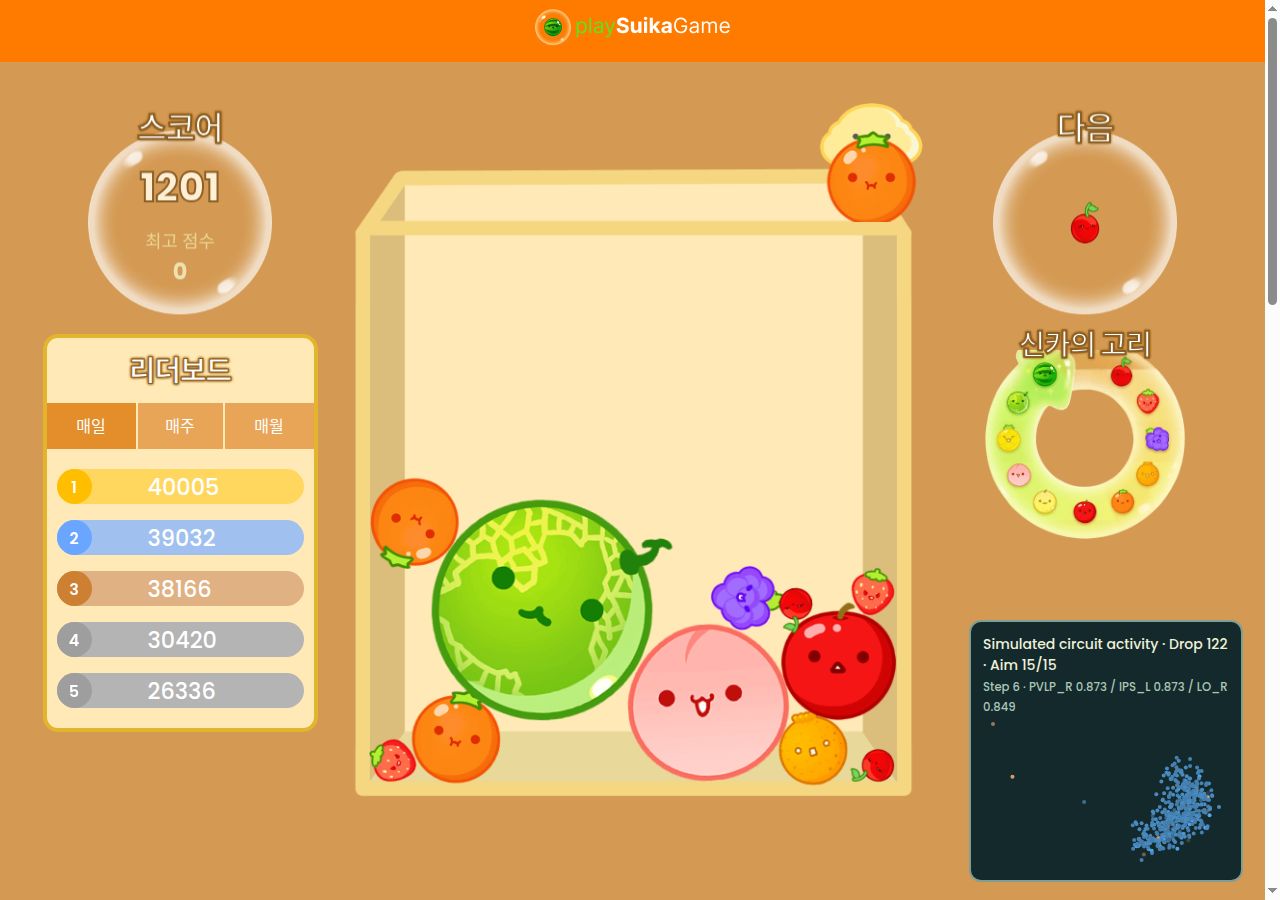 playSuikaGame
스코어
1201
최고 점수
0
리더보드
매일 매주 매월
1 40005
2 39032
3 38166
4 30420
5 26336
다음
신카의 고리
Simulated circuit activity · Drop 122
· Aim 15/15
Step 6 · PVLP_R 0.873 / IPS_L 0.873 / LO_R
0.849